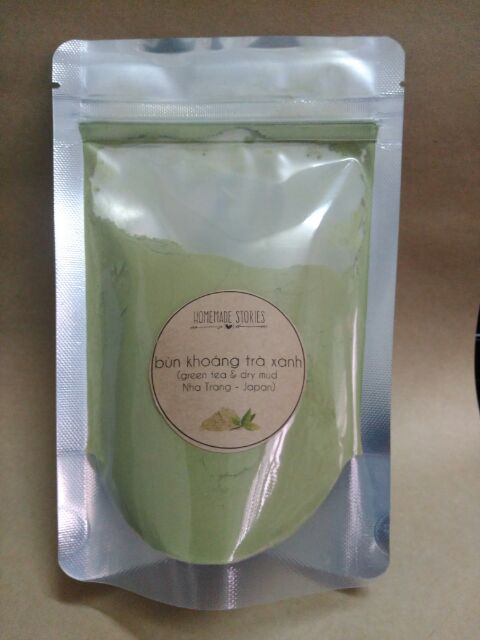 HOMEMADE STORIES
bùn khoáng trà xanh
(green tea & dry mud
Nha Trang - Japan)